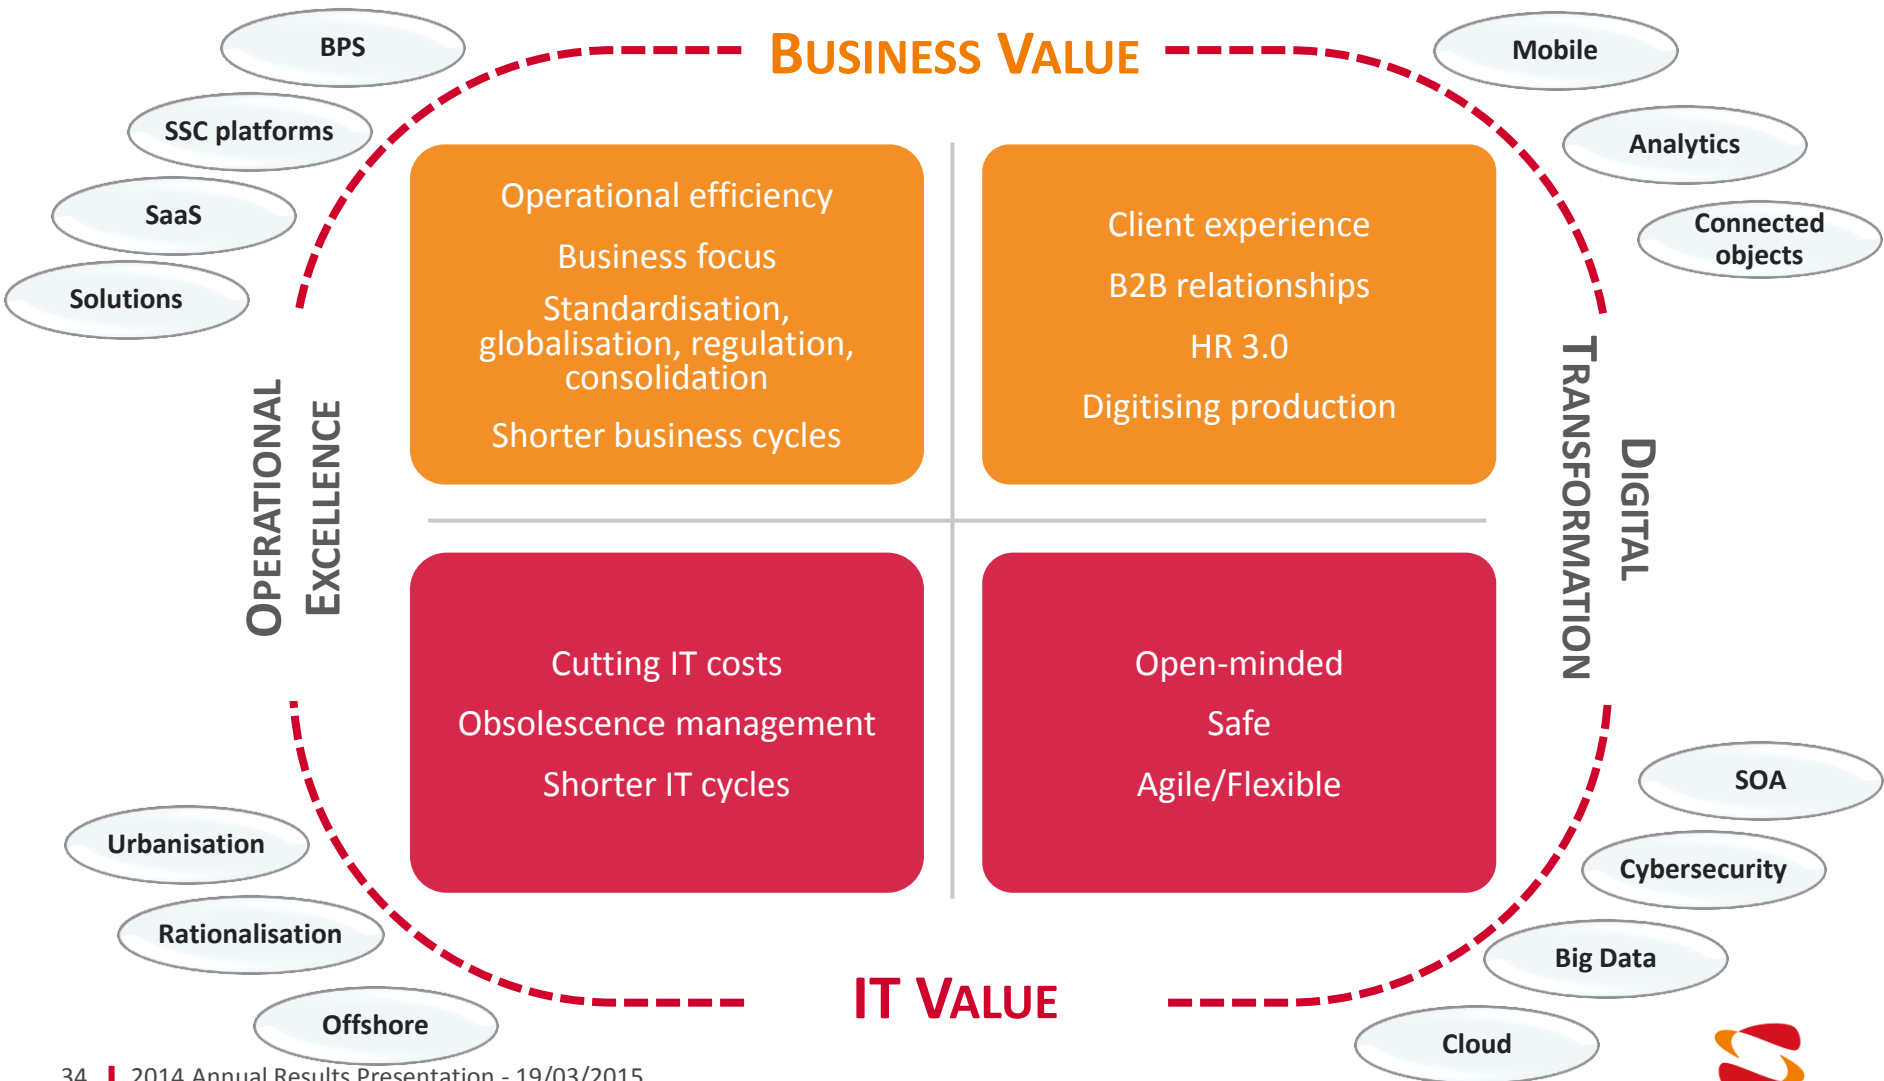 BUSINESS VALUE
BPS
SSC platforms
SaaS
Solutions
Mobile
Analytics
Connected
objects
OPERATIONAL
EXCELLENCE
Operational efficiency
Business focus
Standardisation,
globalisation, regulation,
consolidation
Shorter business cycles
Client experience
B2B relationships
HR 3.0
Digitising production
DIGITAL
TRANSFORMATION
Cutting IT costs
Obsolescence management
Shorter IT cycles
Open-minded
Safe
Agile/Flexible
Urbanisation
Rationalisation
Offshore
SOA
Cybersecurity
Big Data
Cloud
IT VALUE
34 2014 Annual Results Presentation - 19/03/2015